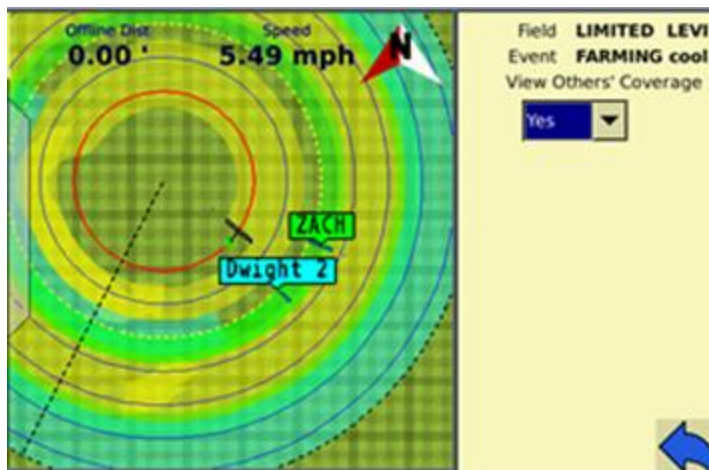 Offline Dist
0.00 '
Speed
5.49 mph
N
ZACH
Dwight 2
Field LIMITED LEVI
Event FARMING cool
View Others' Coverage
Yes